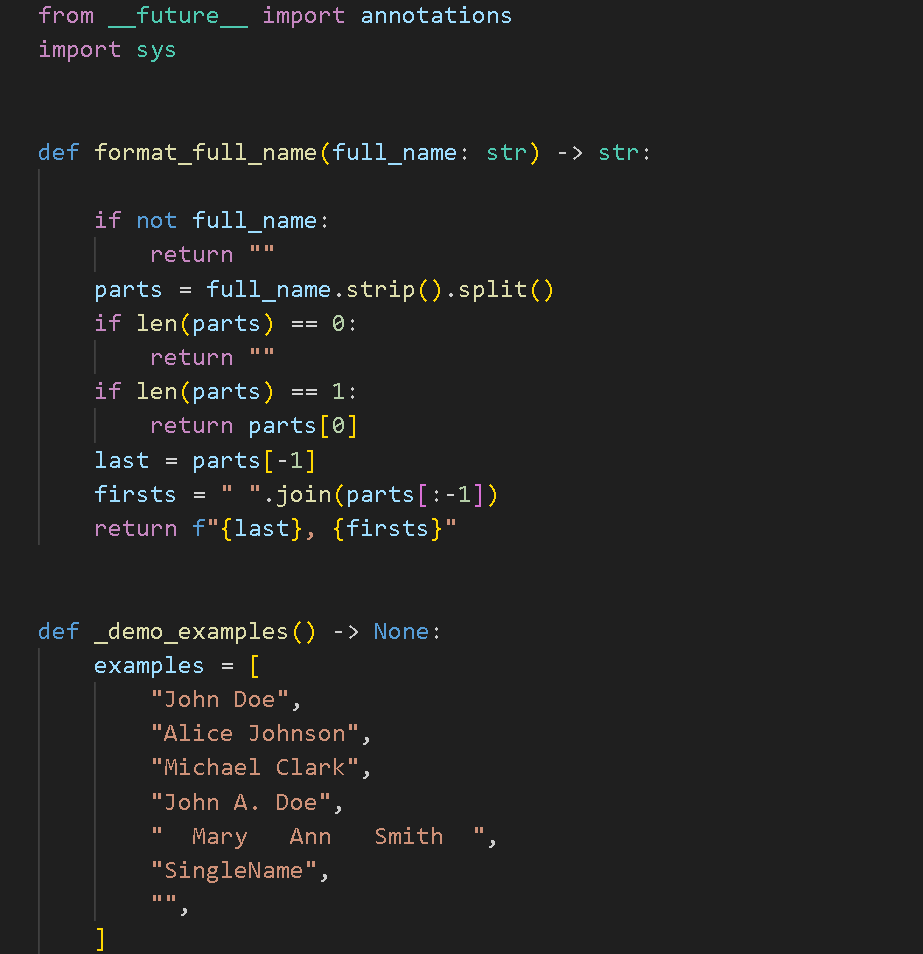 from __future__ import annotations
import sys
def format_full_name(full_name: str) -> str:
    if not full_name:
        return ""
    parts = full_name.strip().split()
    if len(parts) == 0:
        return ""
    if len(parts) == 1:
        return parts[0]
    last = parts[-1]
    firsts = " ".join(parts[:-1])
    return f"{last}, {firsts}"
def _demo_examples() -> None:
    examples = [
        "John Doe",
        "Alice Johnson",
        "Michael Clark",
        "John A. Doe",
        "  Mary   Ann   Smith  ",
        "SingleName",
        "",
    ]